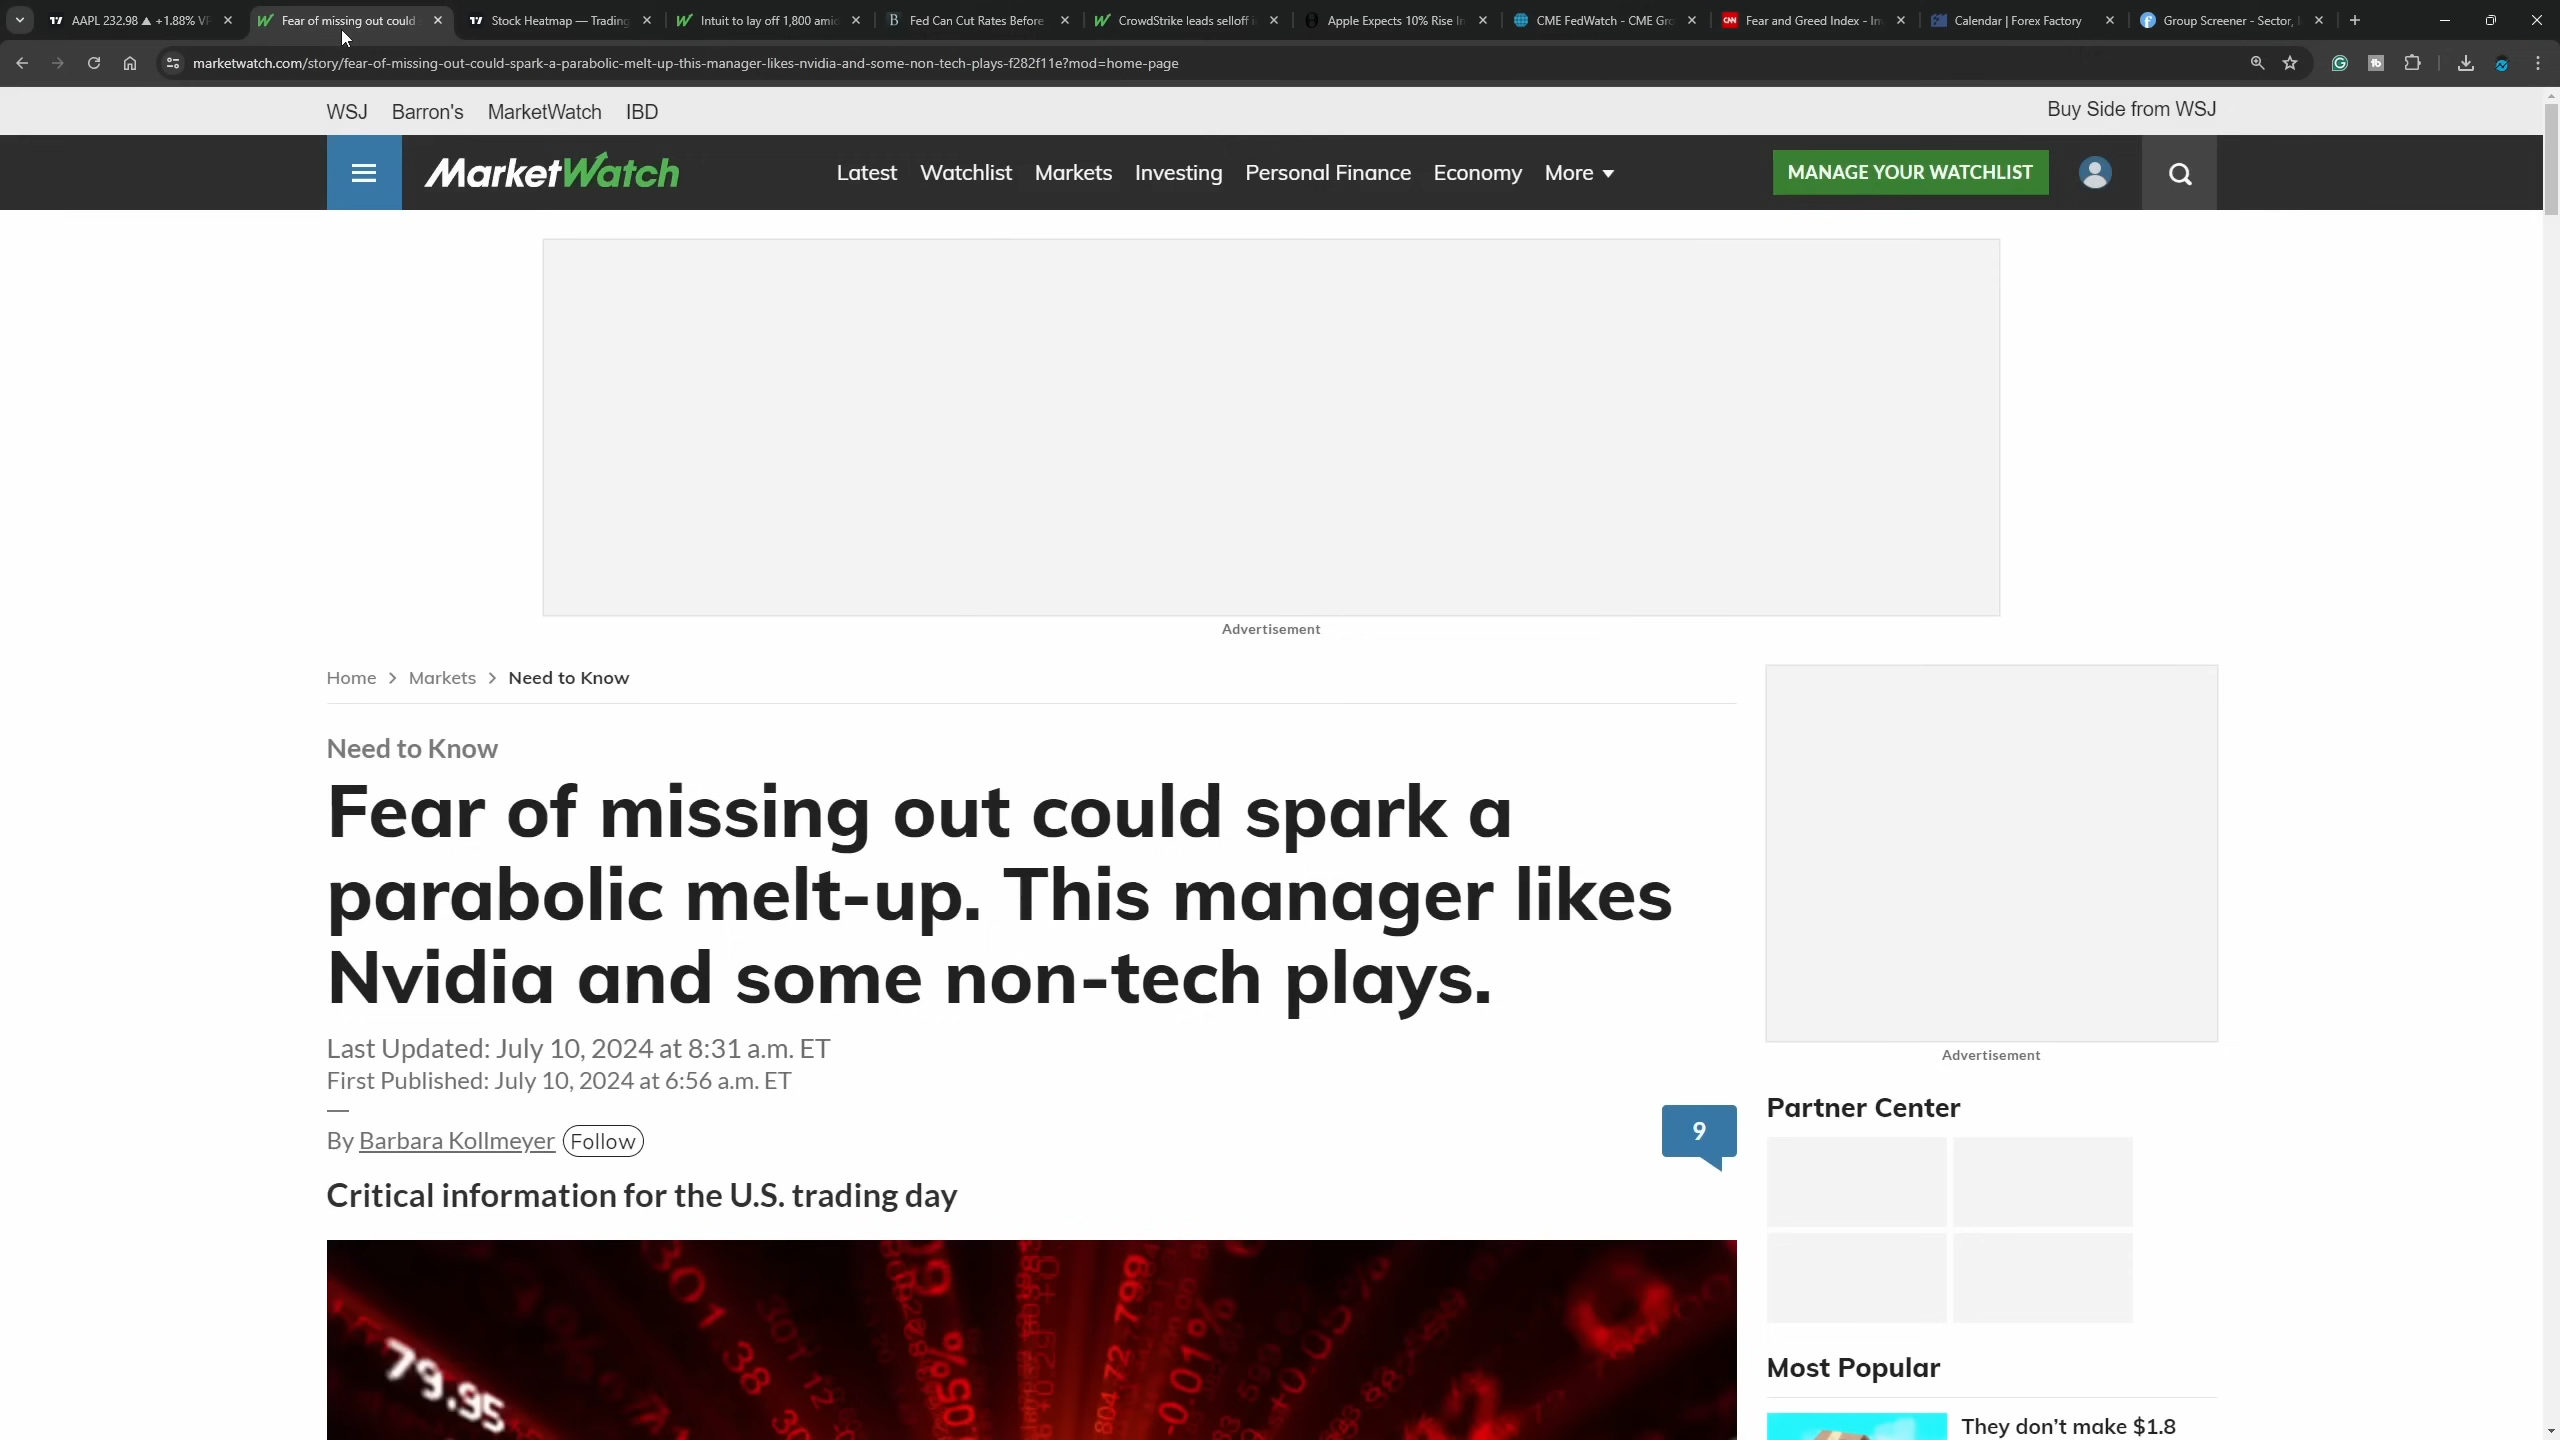 AAPL 232.98 ▲ +1.88%
Fear of missing out could
Stock Heatmap — Trading
Intuit to lay off 1,800
Fed Can Cut Rates Before
CrowdStrike leads selloff
Apple Expects 10% Rise
CME FedWatch - CME
CNN
Fear and Greed Index -
Calendar | Forex Factory
Group Screener - Sector,
marketwatch.com/story/fear-of-missing-out-could-spark-a-parabolic-melt-up-this-manager-likes-nvidia-and-some-non-tech-plays-f282f11e?mod=home-page
WSJ Barron's MarketWatch IBD
Buy Side from WSJ
MarketWatch
Latest Watchlist Markets Investing Personal Finance Economy More
MANAGE YOUR WATCHLIST
Advertisement
Home > Markets > Need to Know
Need to Know
Fear of missing out could spark a
parabolic melt-up. This manager likes
Nvidia and some non-tech plays.
Last Updated: July 10, 2024 at 8:31 a.m. ET
First Published: July 10, 2024 at 6:56 a.m. ET
By Barbara Kollmeyer Follow
9
Critical information for the U.S. trading day
79.95
Advertisement
Partner Center
Most Popular
They don’t make $1.8